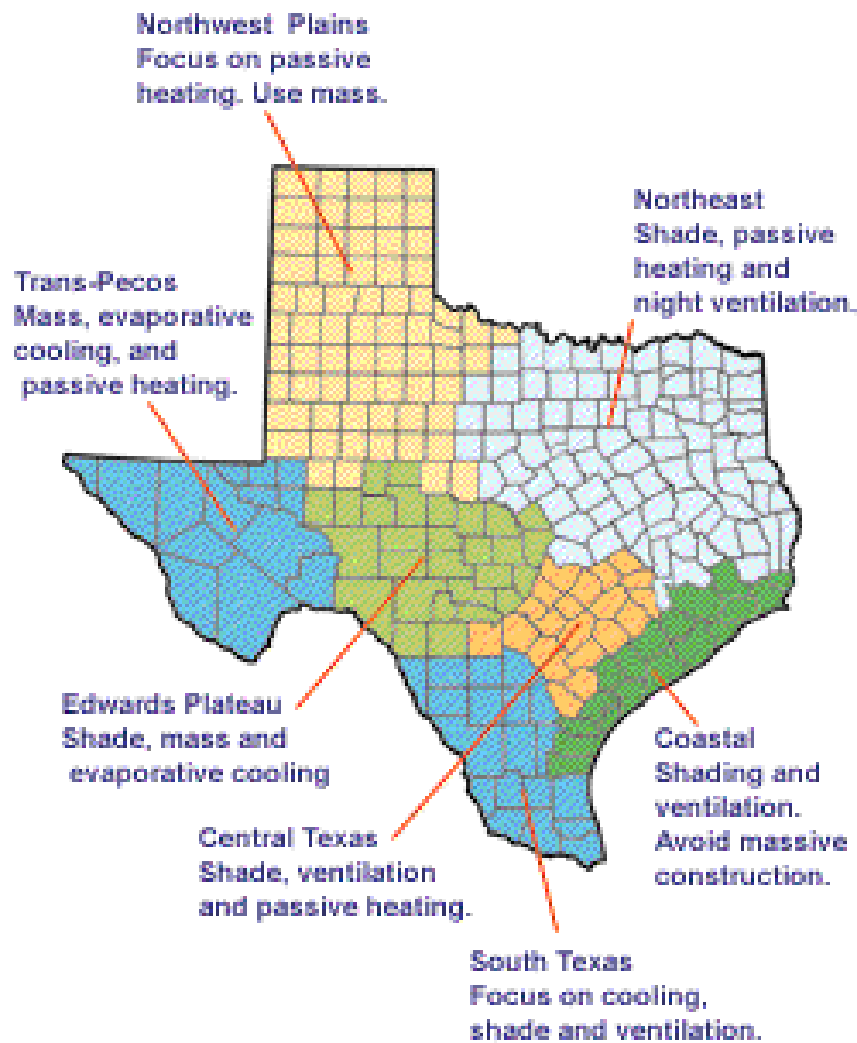 Northwest Plains
Focus on passive
heating. Use mass.
Northeast
Shade, passive
heating and
night ventilation.
Trans-Pecos
Mass, evaporative
cooling, and
passive heating.
Edwards Plateau
Shade, mass and
evaporative cooling
Coastal
Shading and
ventilation.
Avoid massive
construction.
Central Texas
Shade, ventilation
and passive heating.
South Texas
Focus on cooling,
shade and ventilation.